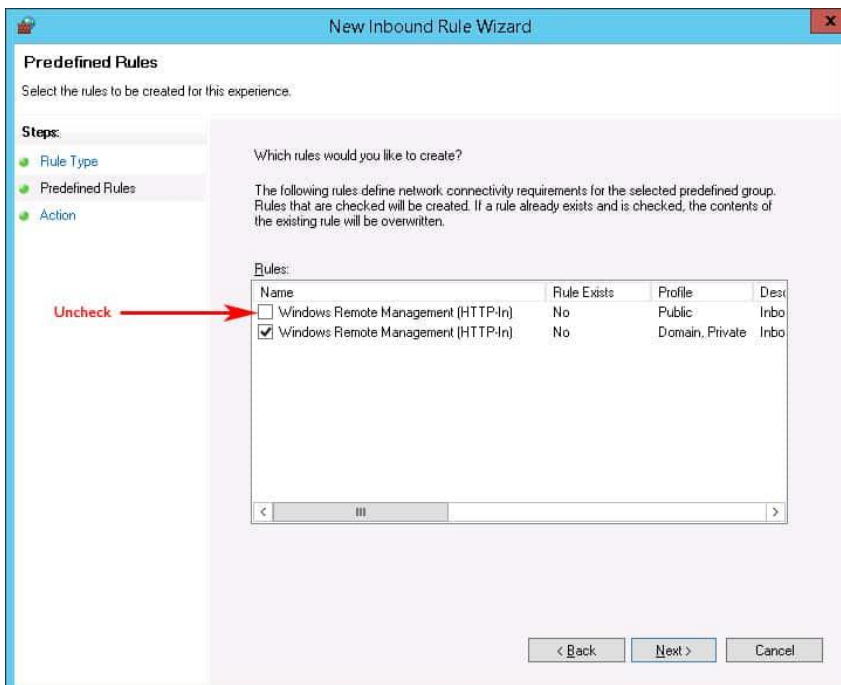 New Inbound Rule Wizard
x
Predefined Rules
Select the rules to be created for this experience.
Steps:
Rule Type
Predefined Rules
Action
Which rules would you like to create?
The following rules define network connectivity requirements for the selected predefined group.
Rules that are checked will be created. If a rule already exists and is checked, the contents of
the existing rule will be overwritten.
Rules:
Name Rule Exists Profile Desc
Uncheck Windows Remote Management (HTTP-In) No Public Inbo
Windows Remote Management (HTTP-In) No Domain, Private Inbo
< Back Next > Cancel